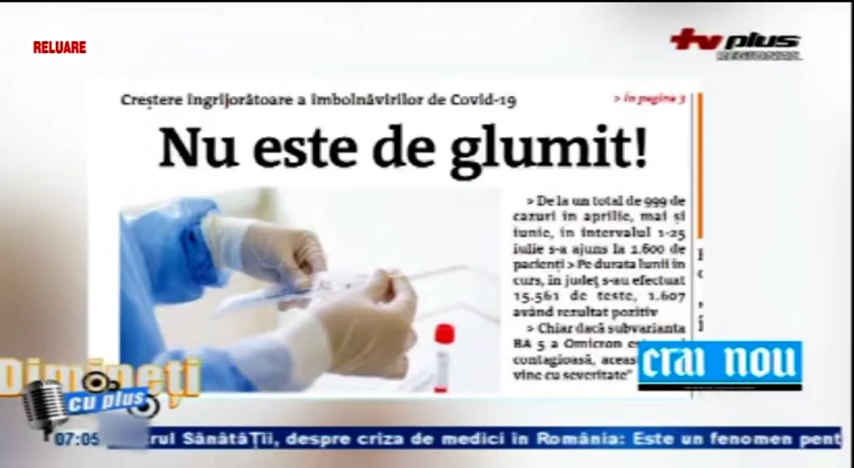 RELUARE
tv plus
REGIONAL
Creștere îngrijorătoare a îmbolnăvirilor de Covid-19
> în pagina 3
Nu este de glumit!
> De la un total de 999 de
cazuri în aprilie, mai și
iunie, în intervalul 1-25
iulie s-a ajuns la 1.600 de
pacienți > Pe durata lunii în
curs, în județ s-au efectuat
15.561 de teste, 1.607
având rezultat pozitiv
> Chiar dacă subvarianta
BA 5 a Omicron
contagioasă,
vine cu severitate"
crai nou
Dimineți
cu plus
07:05
trul SănătăȚii, despre criza de medici în România: Este un fenomen pent